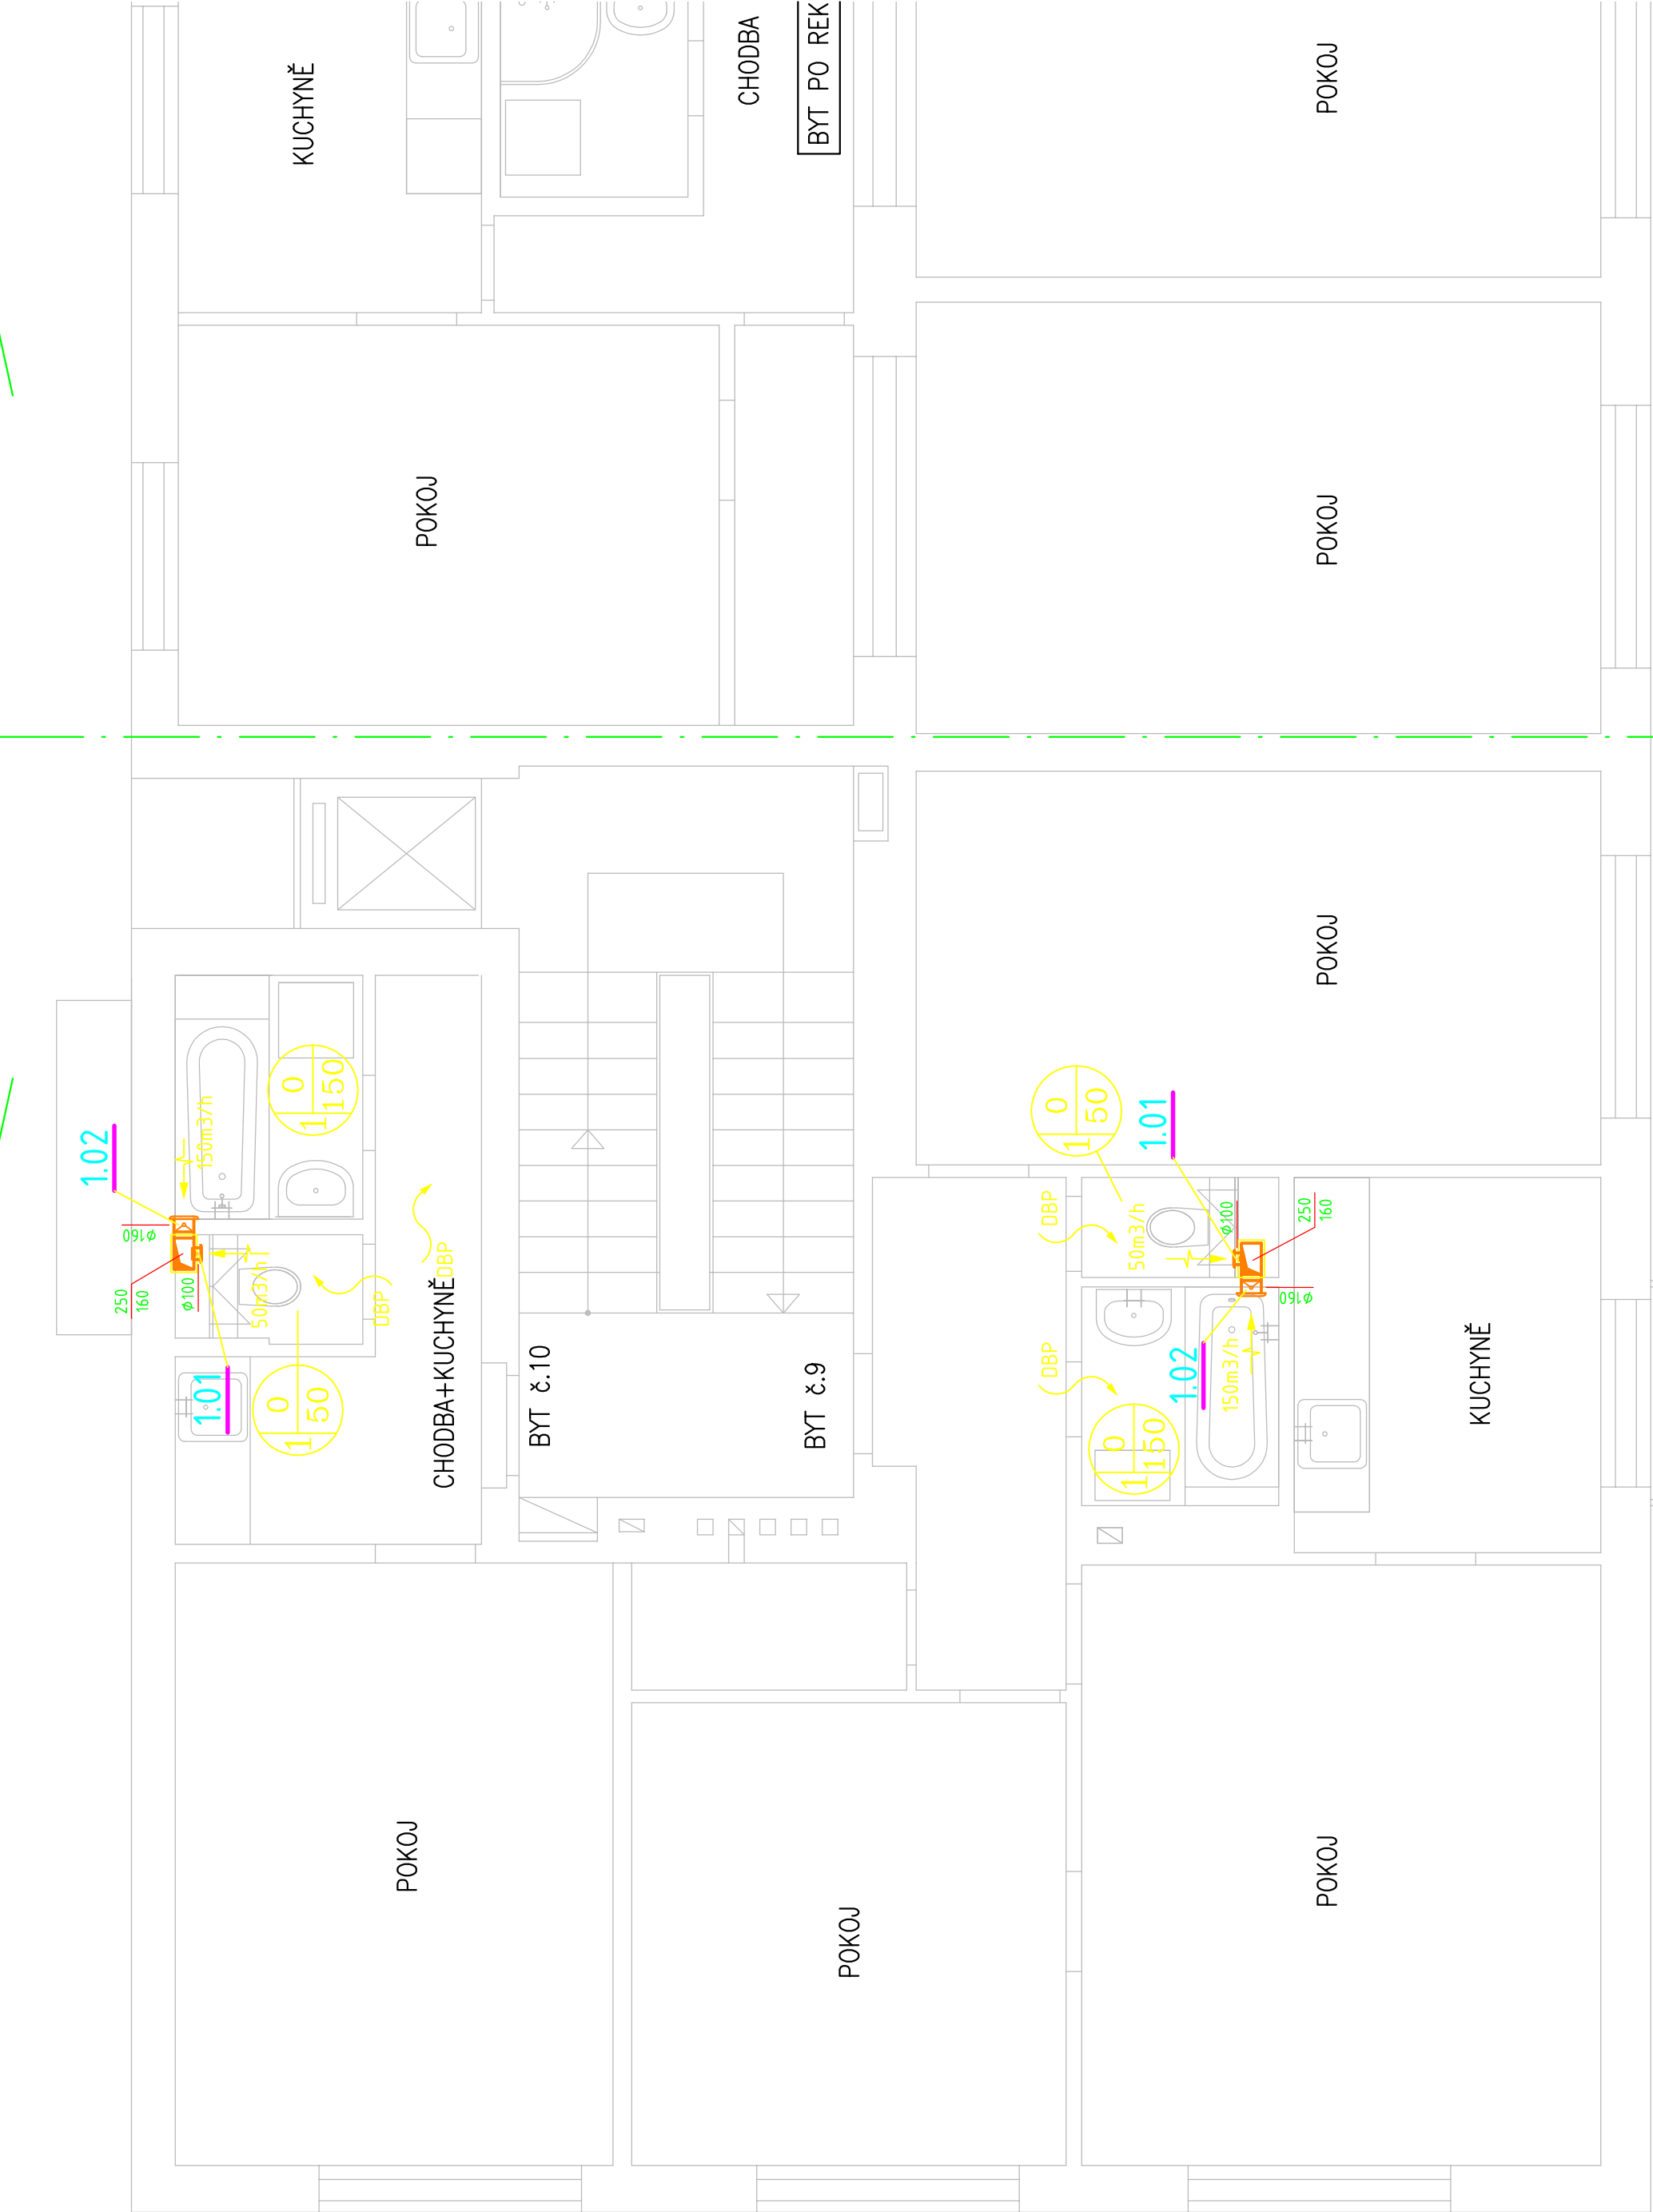 1.02
250
160
ø160
ø100
150m3/h
1.01
50m3/h
0
1
50
0
1
150
KUCHYNĚ
DBP
POKOJ
POKOJ
CHODBA+KUCHYNĚ
DBP
BYT č.10
CHODBA
BYT č.9
BYT PO REK
POKOJ
DBP
DBP
0
1
50
0
1
150
50m3/h
1.01
1.02
ø100
150m3/h
ø160
250
160
POKOJ
POKOJ
POKOJ
POKOJ
KUCHYNĚ